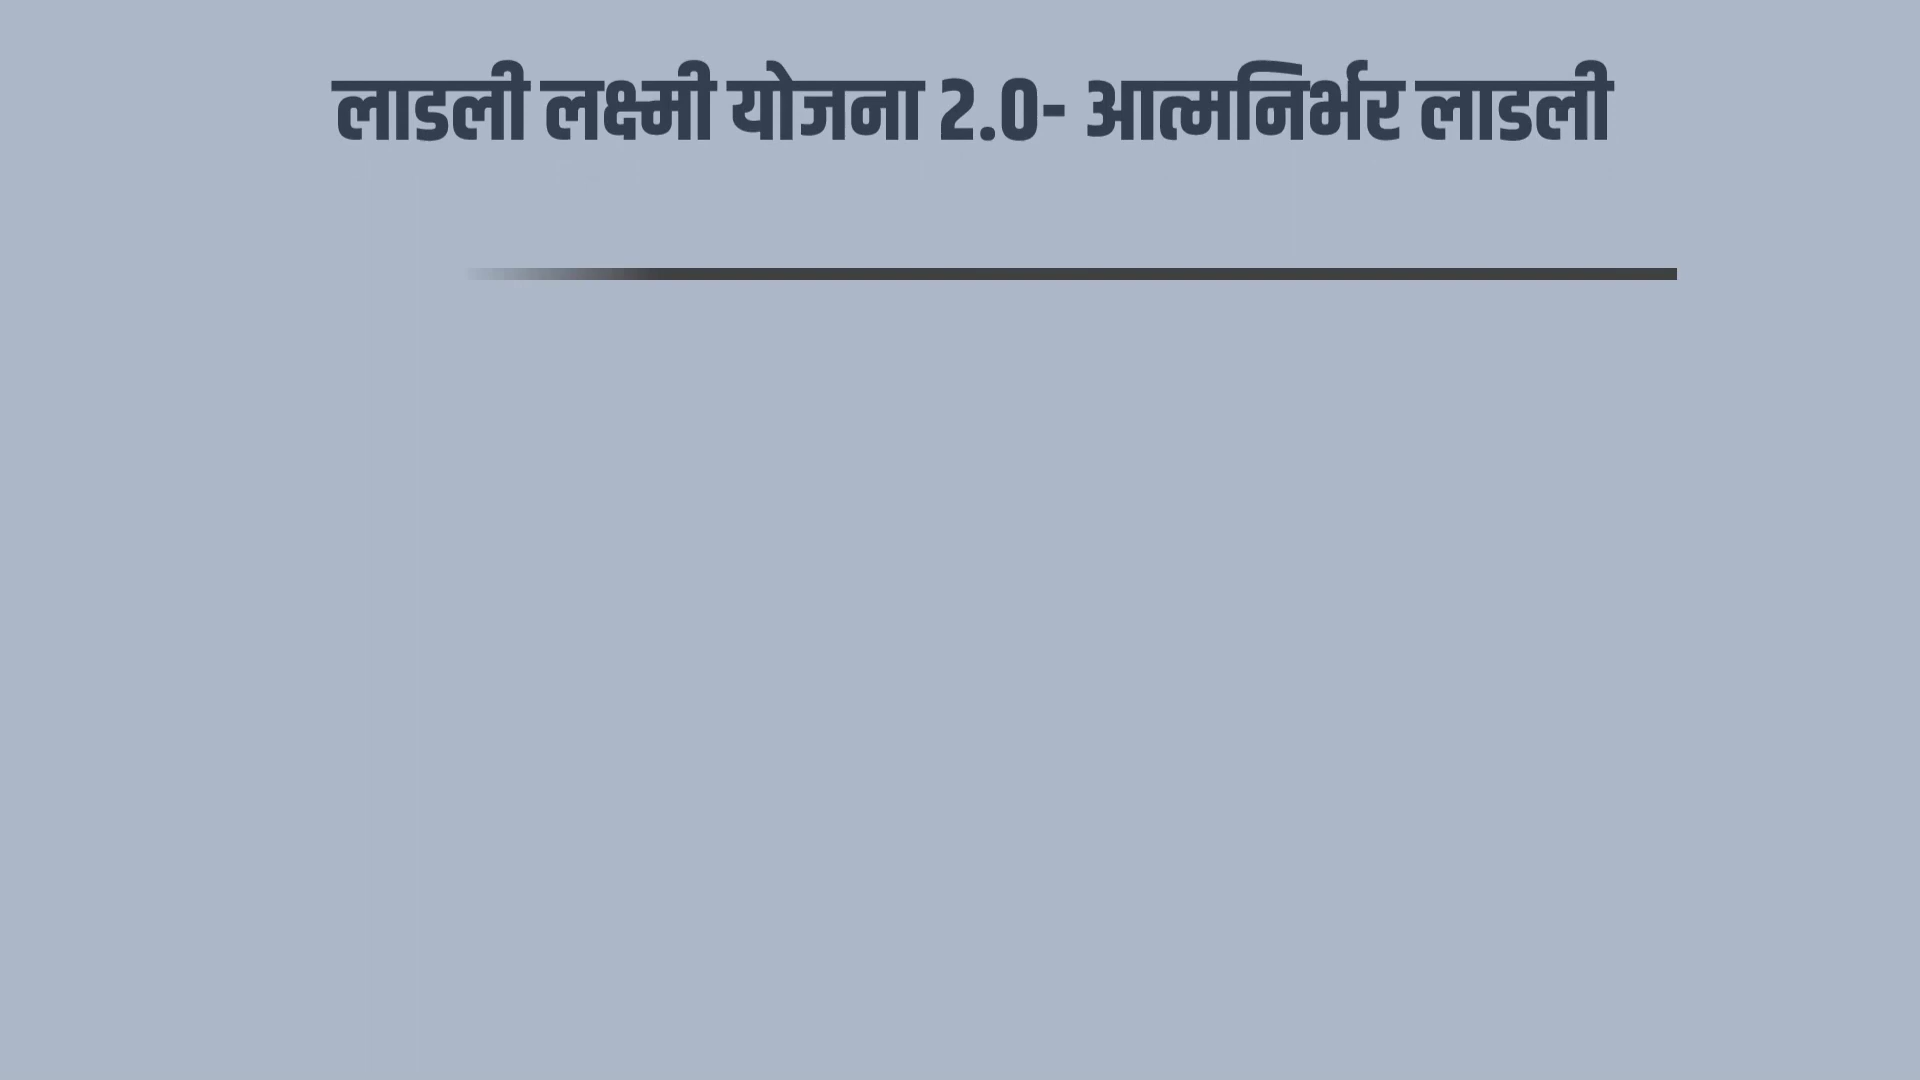 लाडली लक्ष्मी योजना 2.0- आत्मनिर्भर लाडली